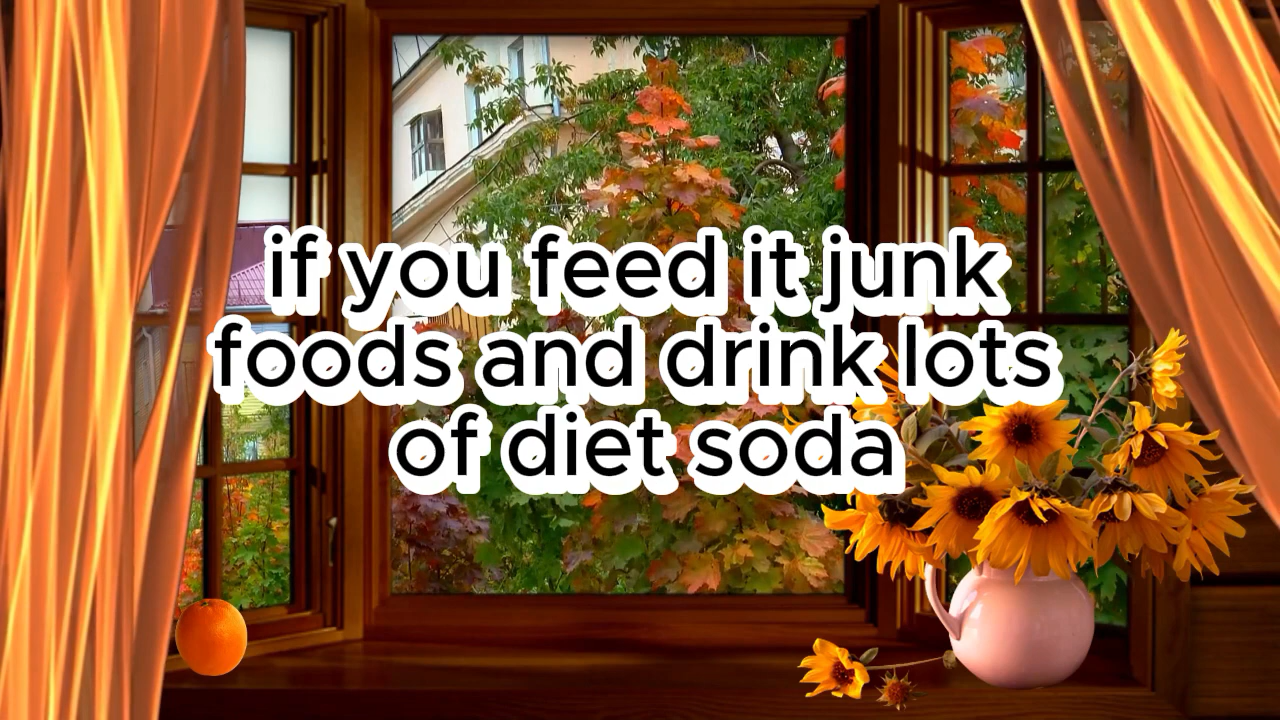 if you feed it junk
foods and drink lots
of diet soda